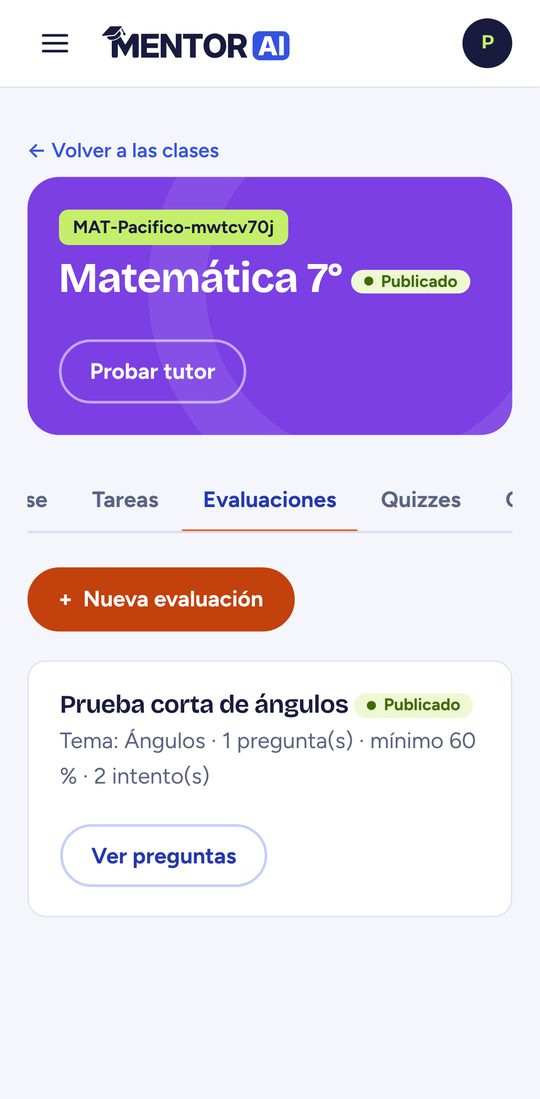 MENTOR AI
P
← Volver a las clases
MAT-Pacifico-mwtcv70j
Matemática 7° ● Publicado
Probar tutor
se Tareas Evaluaciones Quizzes
+ Nueva evaluación
Prueba corta de ángulos ● Publicado
Tema: Ángulos · 1 pregunta(s) · mínimo 60
% · 2 intento(s)
Ver preguntas